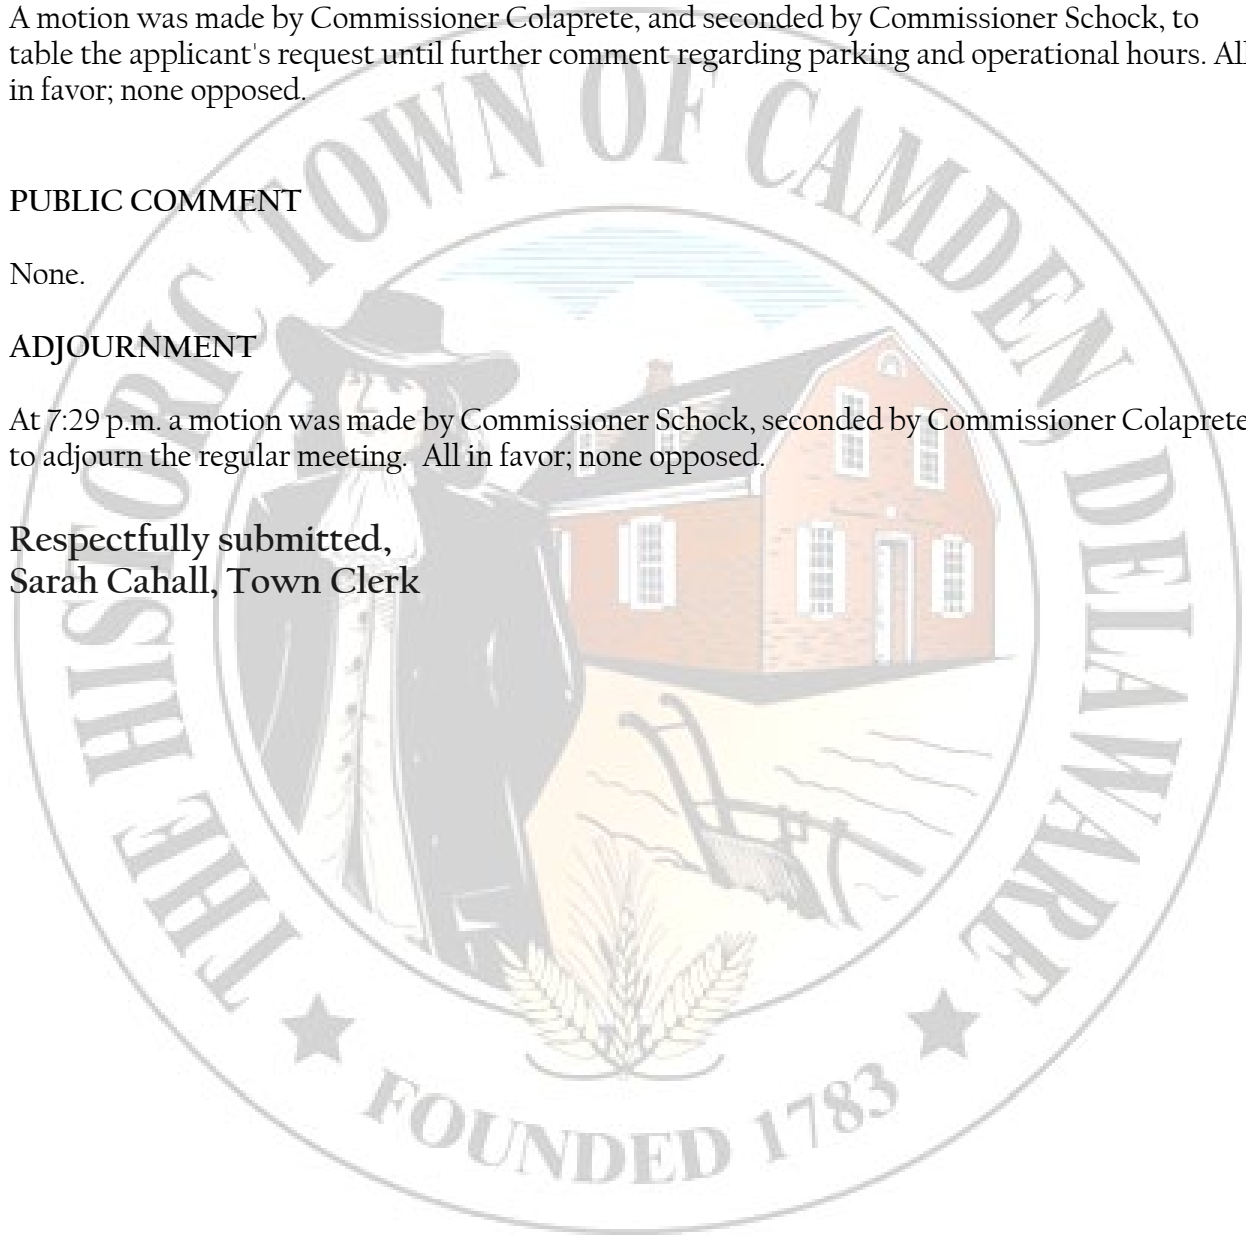 A motion was made by Commissioner Colaprete, and seconded by Commissioner Schock, to
table the applicant's request until further comment regarding parking and operational hours. All
in favor; none opposed.
PUBLIC COMMENT
None.
ADJOURNMENT
At 7:29 p.m. a motion was made by Commissioner Schock, seconded by Commissioner Colaprete
to adjourn the regular meeting.  All in favor; none opposed.
Respectfully submitted,
Sarah Cahall, Town Clerk
THE HISTORIC TOWN OF CAMDEN, DELAWARE
FOUNDED 1783